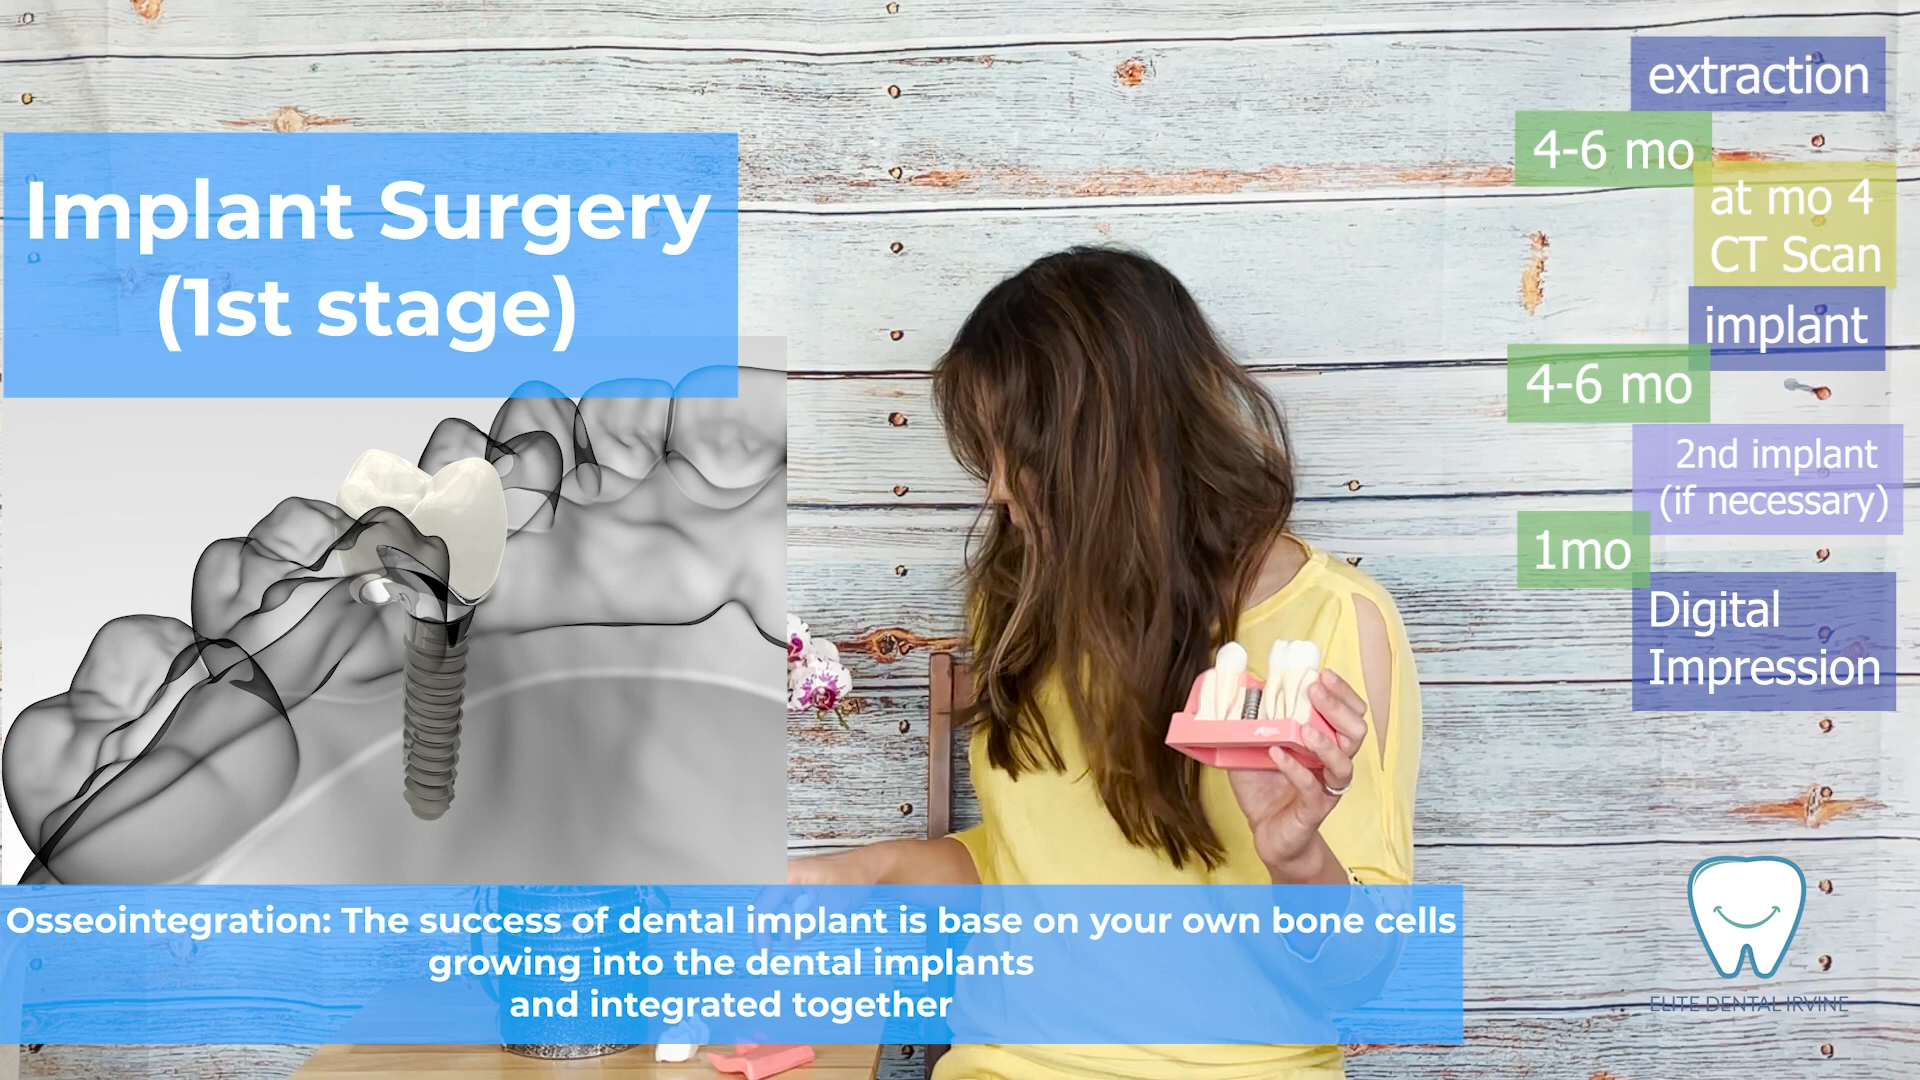 Implant Surgery
(1st stage)
extraction
4-6 mo
at mo 4
CT Scan
implant
4-6 mo
2nd implant
(if necessary)
1mo
Digital
Impression
Osseointegration: The success of dental implant is base on your own bone cells
growing into the dental implants
and integrated together
ELITE DENTAL IRVINE